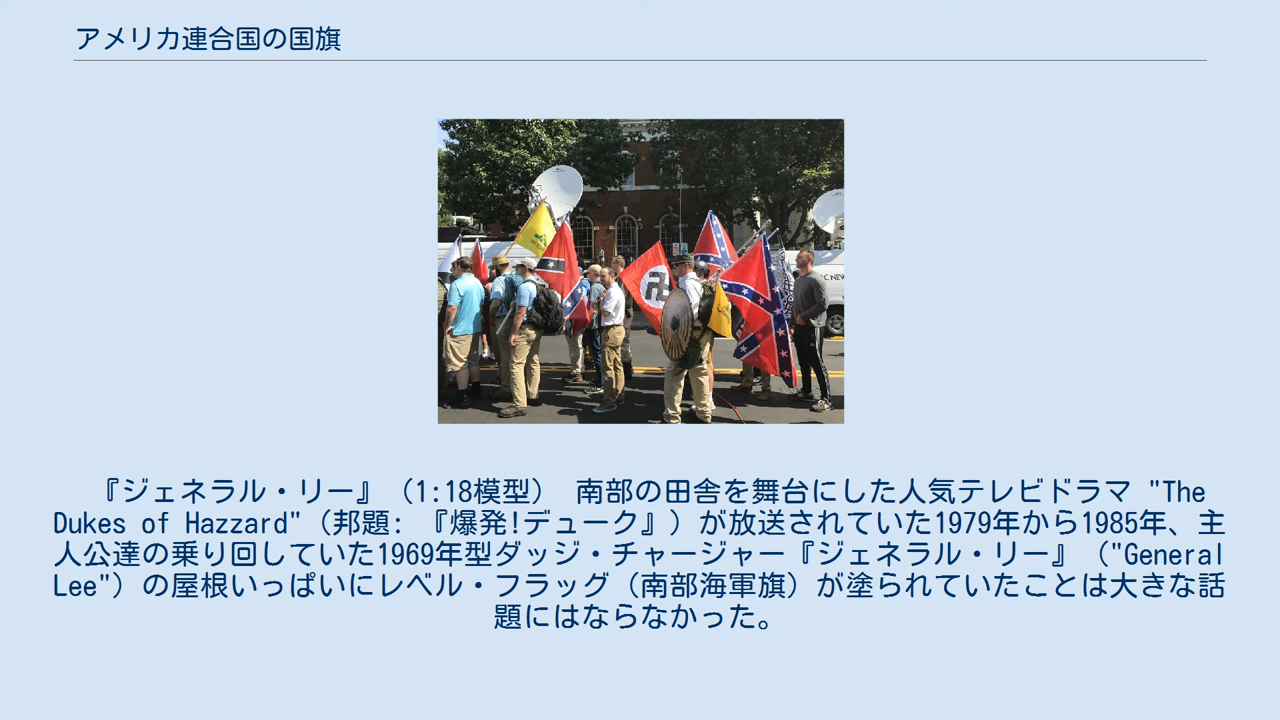 アメリカ連合国の国旗
『ジェネラル・リー』（1:18模型） 南部の田舎を舞台にした人気テレビドラマ "The
Dukes of Hazzard"（邦題: 『爆発!デューク』）が放送されていた1979年から1985年、主
人公達の乗り回していた1969年型ダッジ・チャージャー『ジェネラル・リー』（"General
Lee"）の屋根いっぱいにレベル・フラッグ（南部海軍旗）が塗られていたことは大きな話
題にはならなかった。